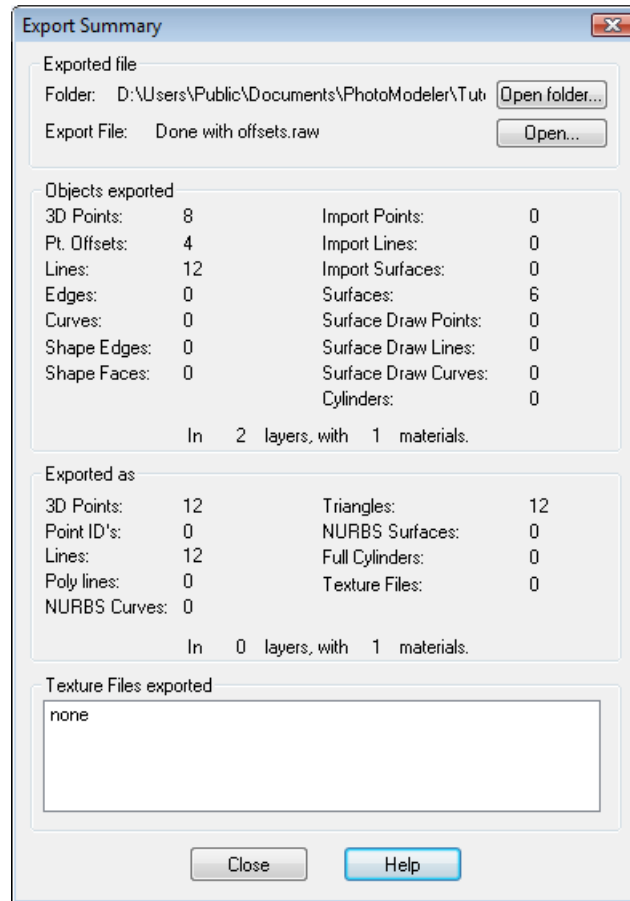 Export Summary
Exported file
Folder: D:\Users\Public\Documents\PhotoModeler\Tut Open folder...
Export File: Done with offsets.raw Open...
Objects exported
3D Points: 8 Import Points: 0
Pt. Offsets: 4 Import Lines: 0
Lines: 12 Import Surfaces: 0
Edges: 0 Surfaces: 6
Curves: 0 Surface Draw Points: 0
Shape Edges: 0 Surface Draw Lines: 0
Shape Faces: 0 Surface Draw Curves: 0
Cylinders: 0
In 2 layers, with 1 materials.
Exported as
3D Points: 12 Triangles: 12
Point ID's: 0 NURBS Surfaces: 0
Lines: 12 Full Cylinders: 0
Poly lines: 0 Texture Files: 0
NURBS Curves: 0
In 0 layers, with 1 materials.
Texture Files exported
none
Close Help